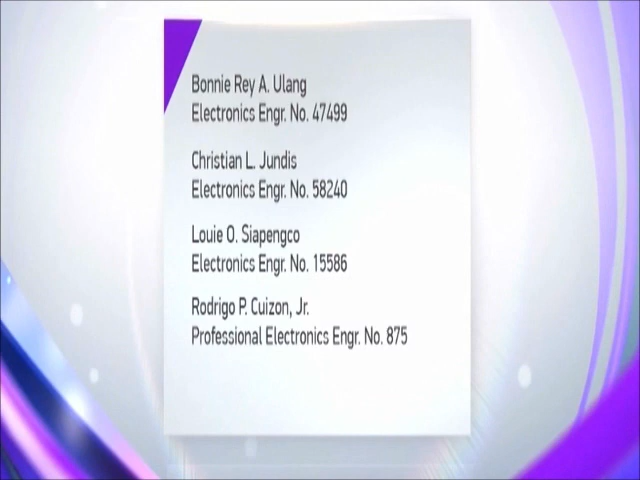 Bonnie Rey A. Ulang
Electronics Engr. No. 47499
Christian L. Jundis
Electronics Engr. No. 58240
Louie O. Siapengco
Electronics Engr. No. 15586
Rodrigo P. Cuizon, Jr.
Professional Electronics Engr. No. 875